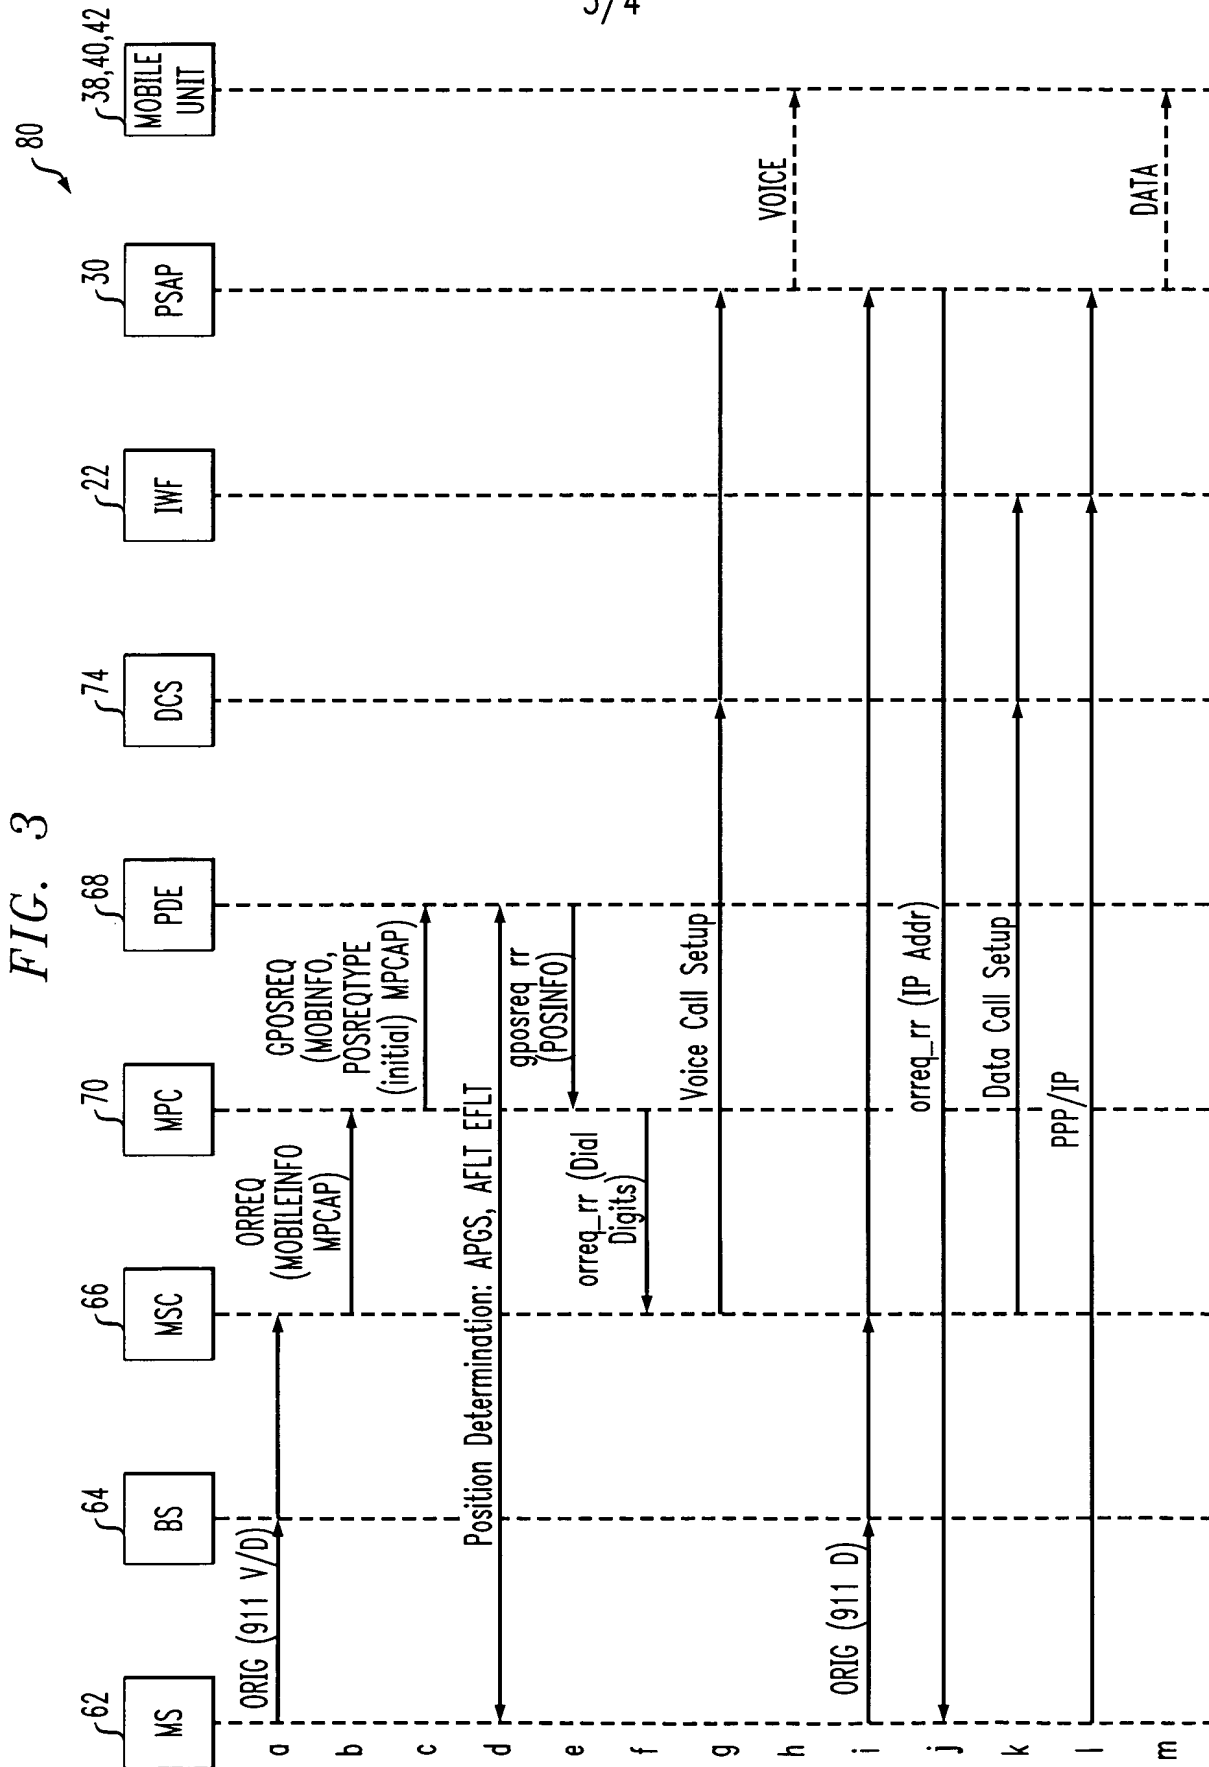 3/4
FIG. 3
80
62
64
66
70
68
74
22
30
38,40,42
MS
BS
MSC
MPC
PDE
DCS
IWF
PSAP
MOBILE
UNIT
a
ORIG (911 V/D)
b
ORREQ
(MOBILEINFO
MPCAP)
c
GPOSREQ
(MOBINFO,
POSREQTYPE
(initial) MPCAP)
d
Position Determination: APGS, AFLT EFLT
e
gposreq rr
(POSINFO)
f
orreq_rr (Dial
Digits)
g
Voice Call Setup
h
VOICE
i
ORIG (911 D)
j
orreq_rr (IP Addr)
k
Data Call Setup
l
PPP/IP
m
DATA